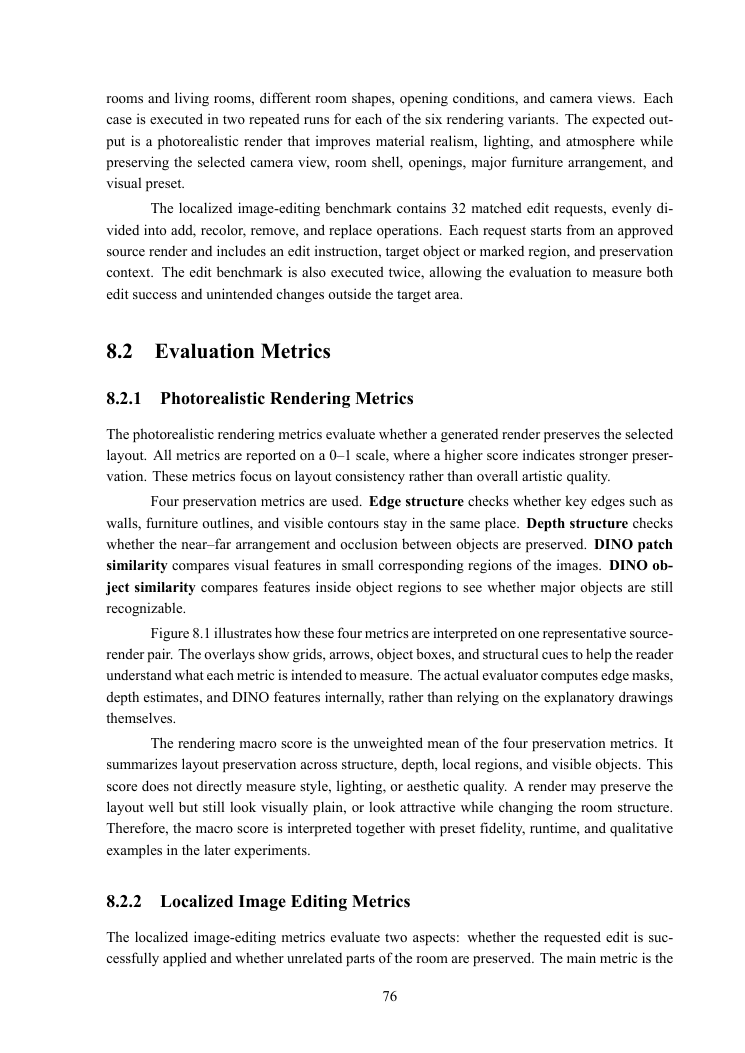 rooms and living rooms, different room shapes, opening conditions, and camera views. Each
case is executed in two repeated runs for each of the six rendering variants. The expected out-
put is a photorealistic render that improves material realism, lighting, and atmosphere while
preserving the selected camera view, room shell, openings, major furniture arrangement, and
visual preset.
The localized image-editing benchmark contains 32 matched edit requests, evenly di-
vided into add, recolor, remove, and replace operations. Each request starts from an approved
source render and includes an edit instruction, target object or marked region, and preservation
context. The edit benchmark is also executed twice, allowing the evaluation to measure both
edit success and unintended changes outside the target area.
8.2 Evaluation Metrics
8.2.1 Photorealistic Rendering Metrics
The photorealistic rendering metrics evaluate whether a generated render preserves the selected
layout. All metrics are reported on a 0–1 scale, where a higher score indicates stronger preser-
vation. These metrics focus on layout consistency rather than overall artistic quality.
Four preservation metrics are used. Edge structure checks whether key edges such as
walls, furniture outlines, and visible contours stay in the same place. Depth structure checks
whether the near–far arrangement and occlusion between objects are preserved. DINO patch
similarity compares visual features in small corresponding regions of the images. DINO ob-
ject similarity compares features inside object regions to see whether major objects are still
recognizable.
Figure 8.1 illustrates how these four metrics are interpreted on one representative source-
render pair. The overlays show grids, arrows, object boxes, and structural cues to help the reader
understand what each metric is intended to measure. The actual evaluator computes edge masks,
depth estimates, and DINO features internally, rather than relying on the explanatory drawings
themselves.
The rendering macro score is the unweighted mean of the four preservation metrics. It
summarizes layout preservation across structure, depth, local regions, and visible objects. This
score does not directly measure style, lighting, or aesthetic quality. A render may preserve the
layout well but still look visually plain, or look attractive while changing the room structure.
Therefore, the macro score is interpreted together with preset fidelity, runtime, and qualitative
examples in the later experiments.
8.2.2 Localized Image Editing Metrics
The localized image-editing metrics evaluate two aspects: whether the requested edit is suc-
cessfully applied and whether unrelated parts of the room are preserved. The main metric is the
76